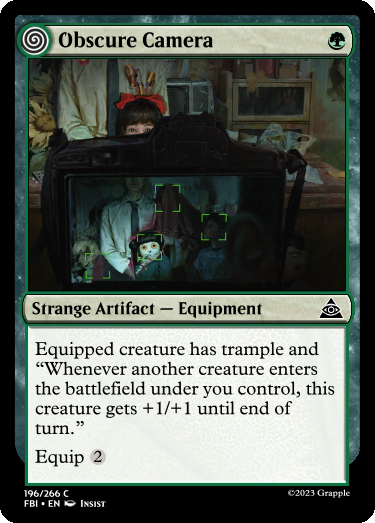 Obscure Camera
Strange Artifact — Equipment
Equipped creature has trample and
“Whenever another creature enters
the battlefield under you control, this
creature gets +1/+1 until end of
turn.”
Equip 2
196/266 C
FBI • EN Insist
©2023 Grapple